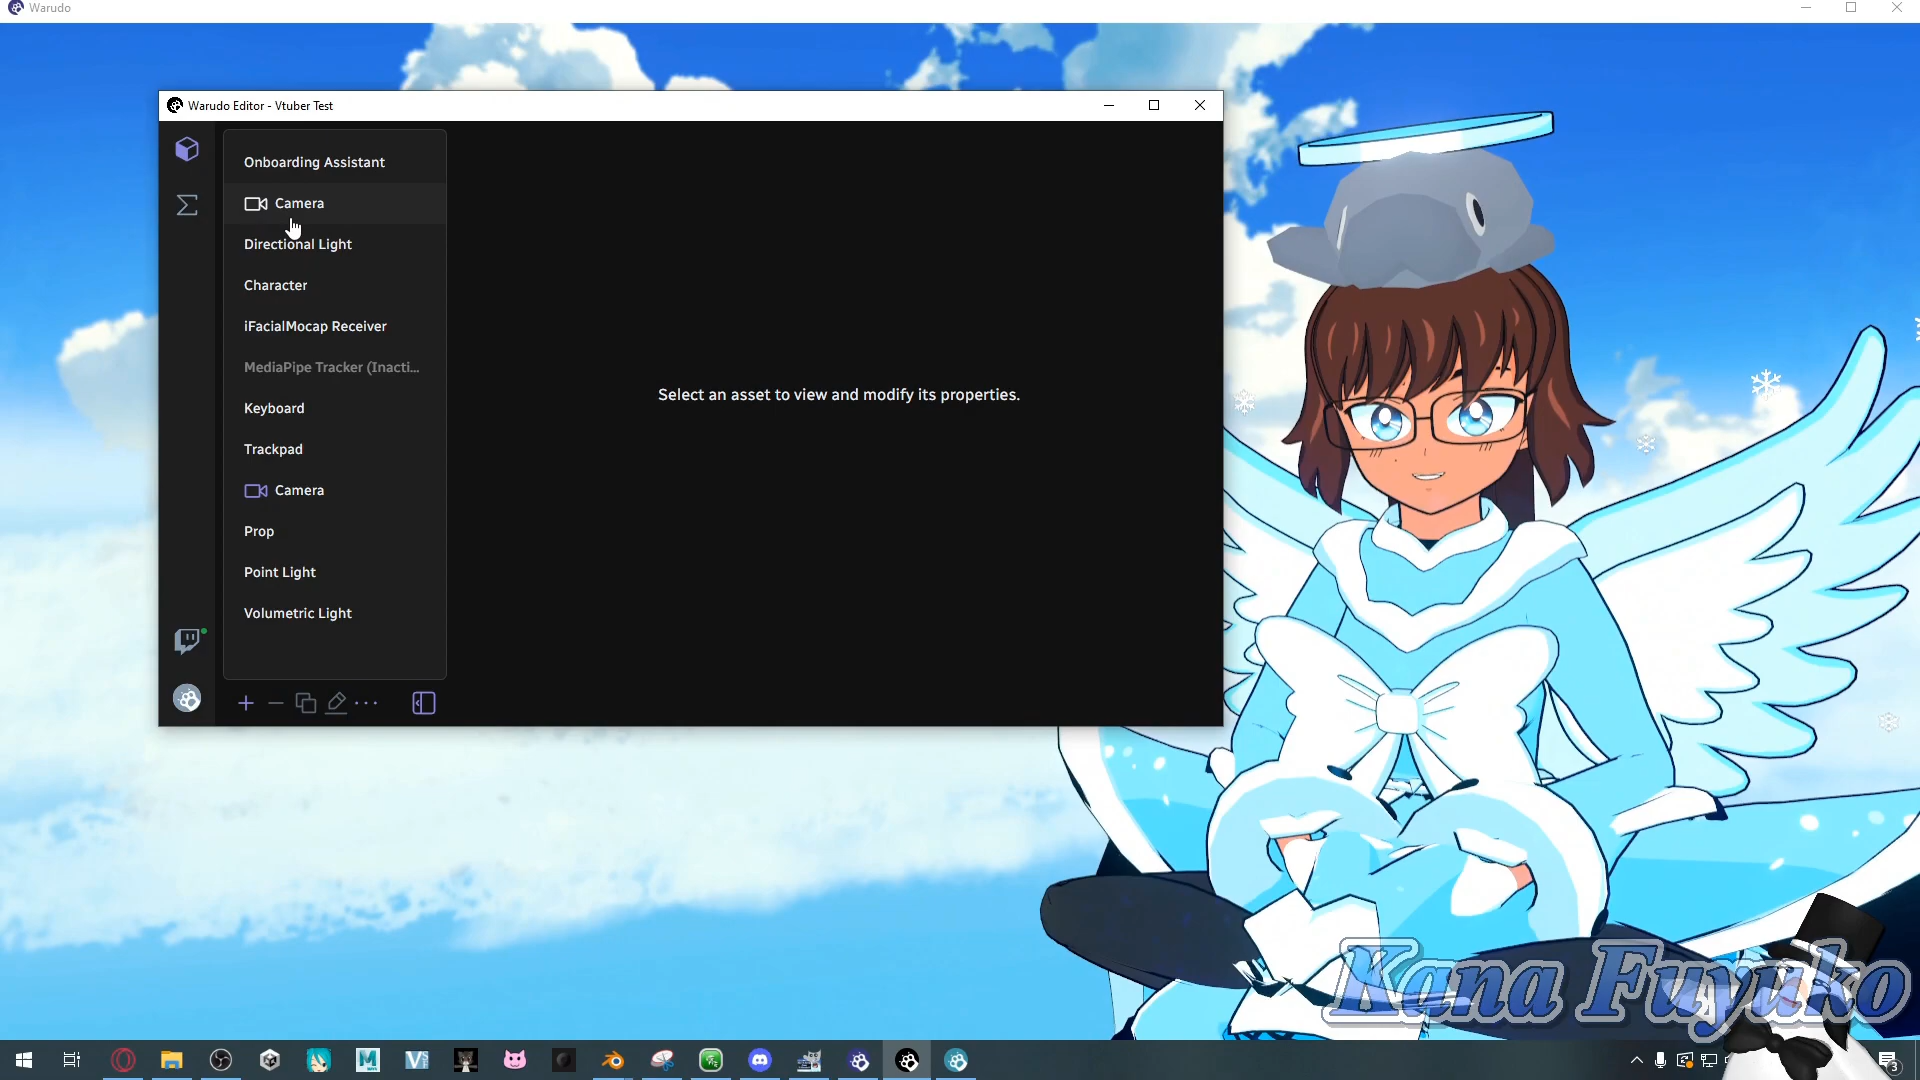 Warudo
Warudo Editor - Vtuber Test
Onboarding Assistant
Camera
Directional Light
Character
iFacialMocap Receiver
MediaPipe Tracker (Inacti...
Keyboard
Trackpad
Camera
Prop
Point Light
Volumetric Light
Select an asset to view and modify its properties.
Kana Fuyuko
3